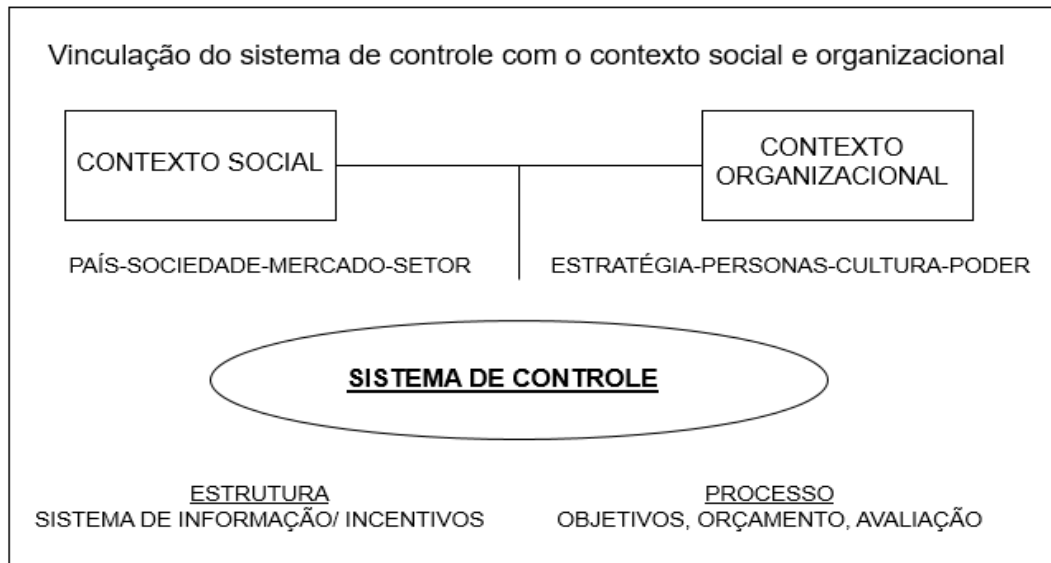 Vinculação do sistema de controle com o contexto social e organizacional
CONTEXTO SOCIAL
CONTEXTO
ORGANIZACIONAL
PAÍS-SOCIEDADE-MERCADO-SETOR
ESTRATÉGIA-PERSONAS-CULTURA-PODER
SISTEMA DE CONTROLE
ESTRUTURA
SISTEMA DE INFORMAÇÃO/ INCENTIVOS
PROCESSO
OBJETIVOS, ORÇAMENTO, AVALIAÇÃO